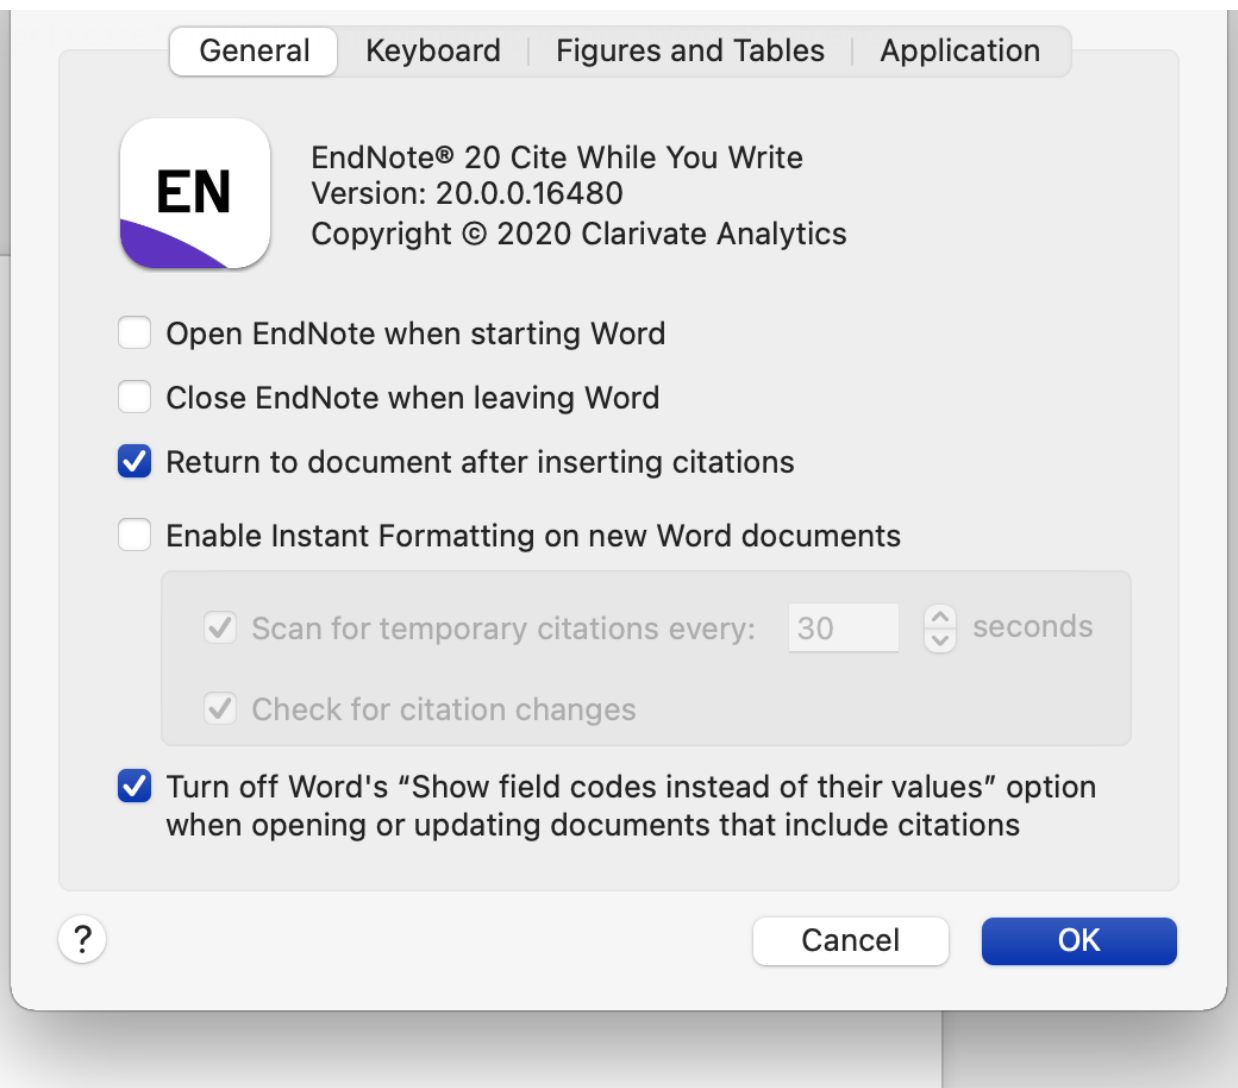 General Keyboard Figures and Tables Application
EN
EndNote® 20 Cite While You Write
Version: 20.0.0.16480
Copyright © 2020 Clarivate Analytics
Open EndNote when starting Word
Close EndNote when leaving Word
Return to document after inserting citations
Enable Instant Formatting on new Word documents
Scan for temporary citations every: 30 seconds
Check for citation changes
Turn off Word's “Show field codes instead of their values” option
when opening or updating documents that include citations
? Cancel OK